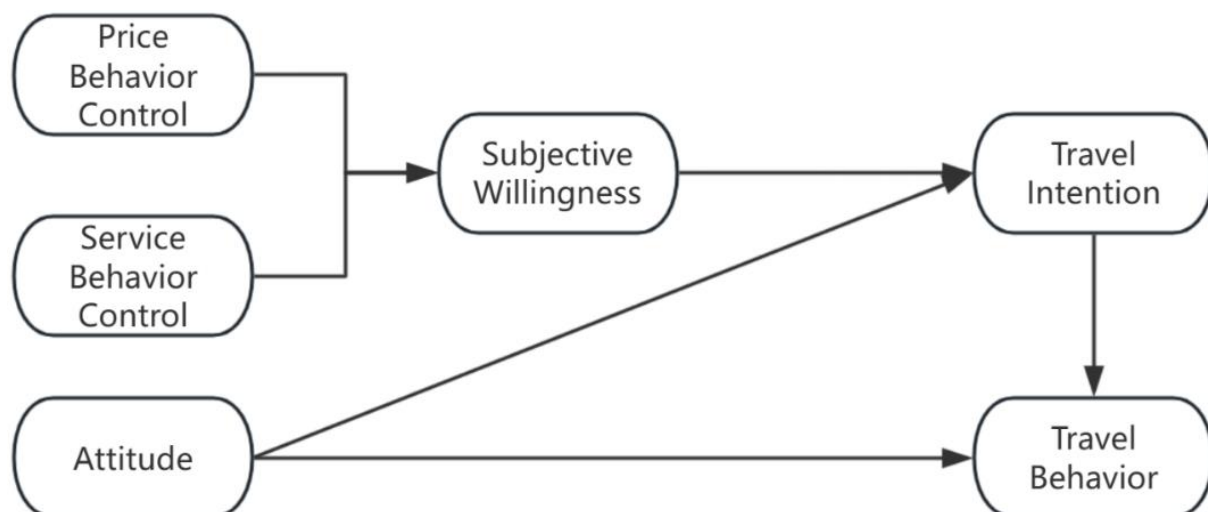 Price
Behavior
Control
Subjective
Willingness
Travel
Intention
Service
Behavior
Control
Attitude
Travel
Behavior